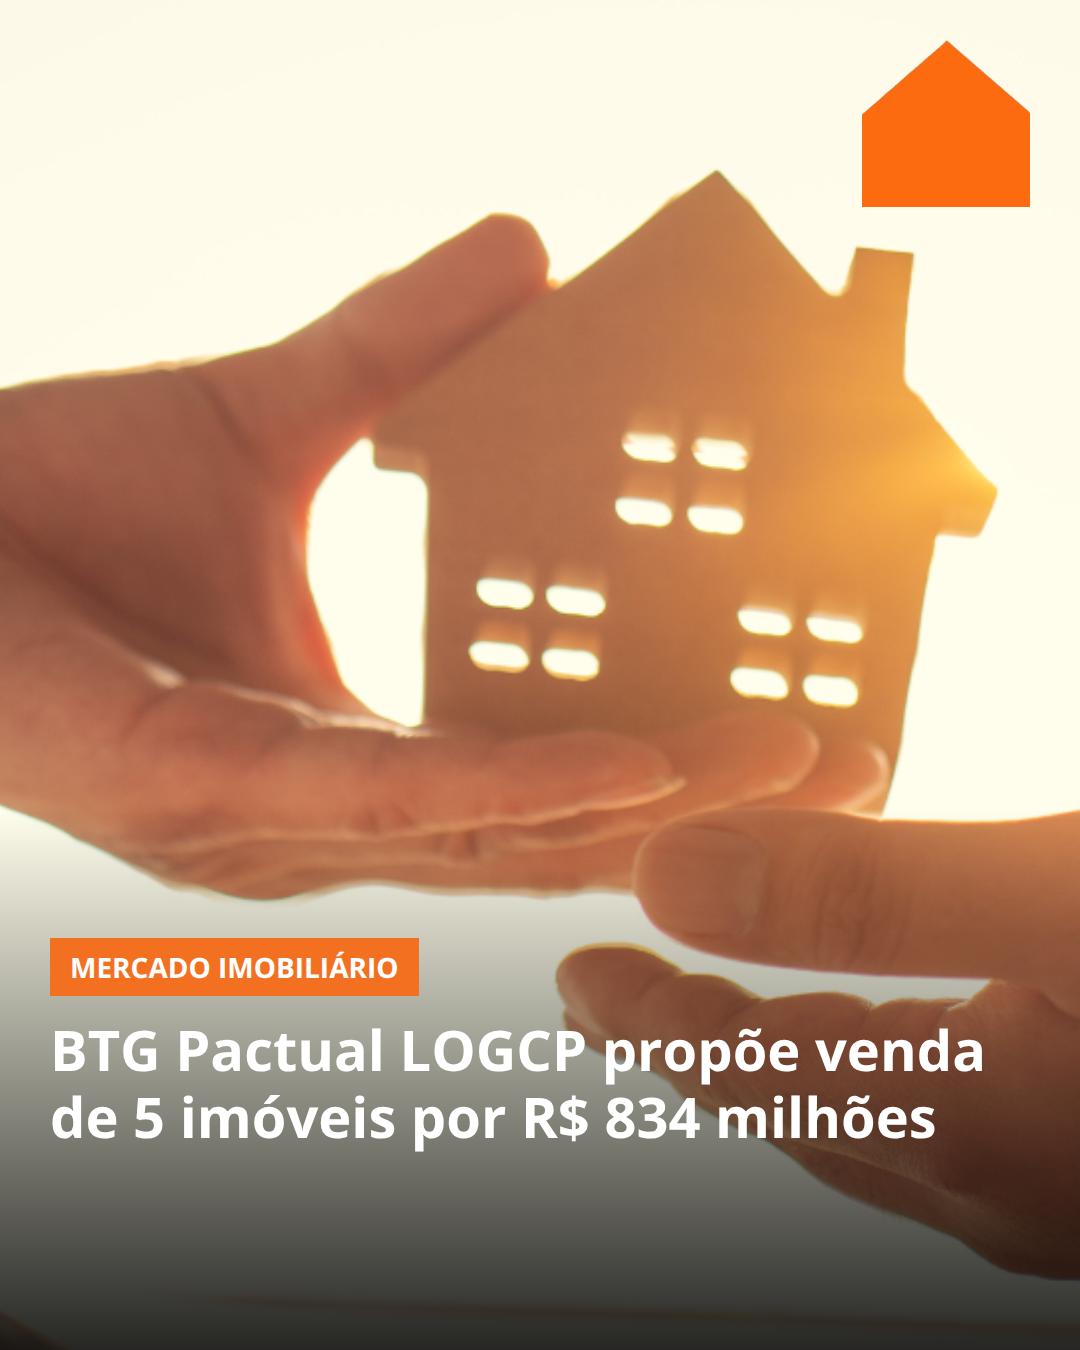 MERCADO IMOBILIÁRIO
BTG Pactual LOGCP propõe venda
de 5 imóveis por R$ 834 milhões